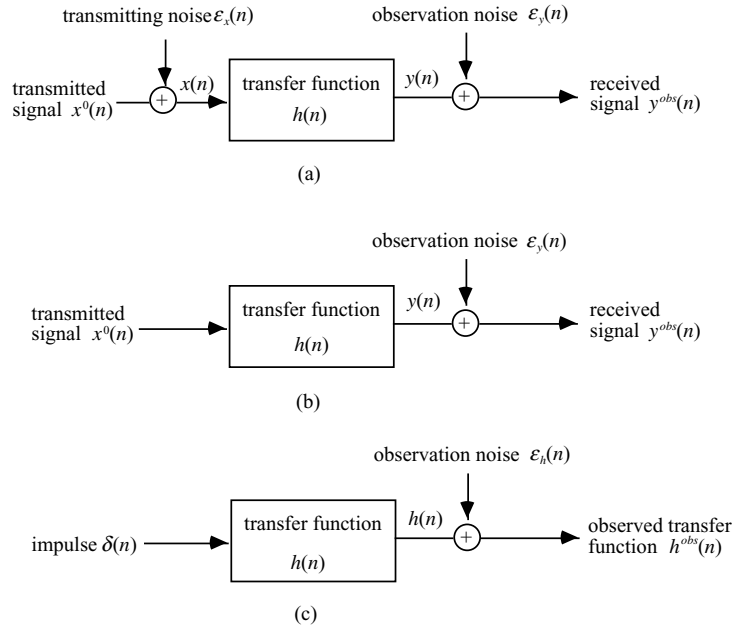 transmitting noise εx(n)
observation noise εy(n)
transmitted
signal x⁰(n)
+
x(n)
transfer function
h(n)
y(n)
+
received
signal yᵒᵇˢ(n)
(a)
observation noise εy(n)
transmitted
signal x⁰(n)
transfer function
h(n)
y(n)
+
received
signal yᵒᵇˢ(n)
(b)
observation noise εh(n)
impulse δ(n)
transfer function
h(n)
h(n)
+
observed transfer
function hᵒᵇˢ(n)
(c)